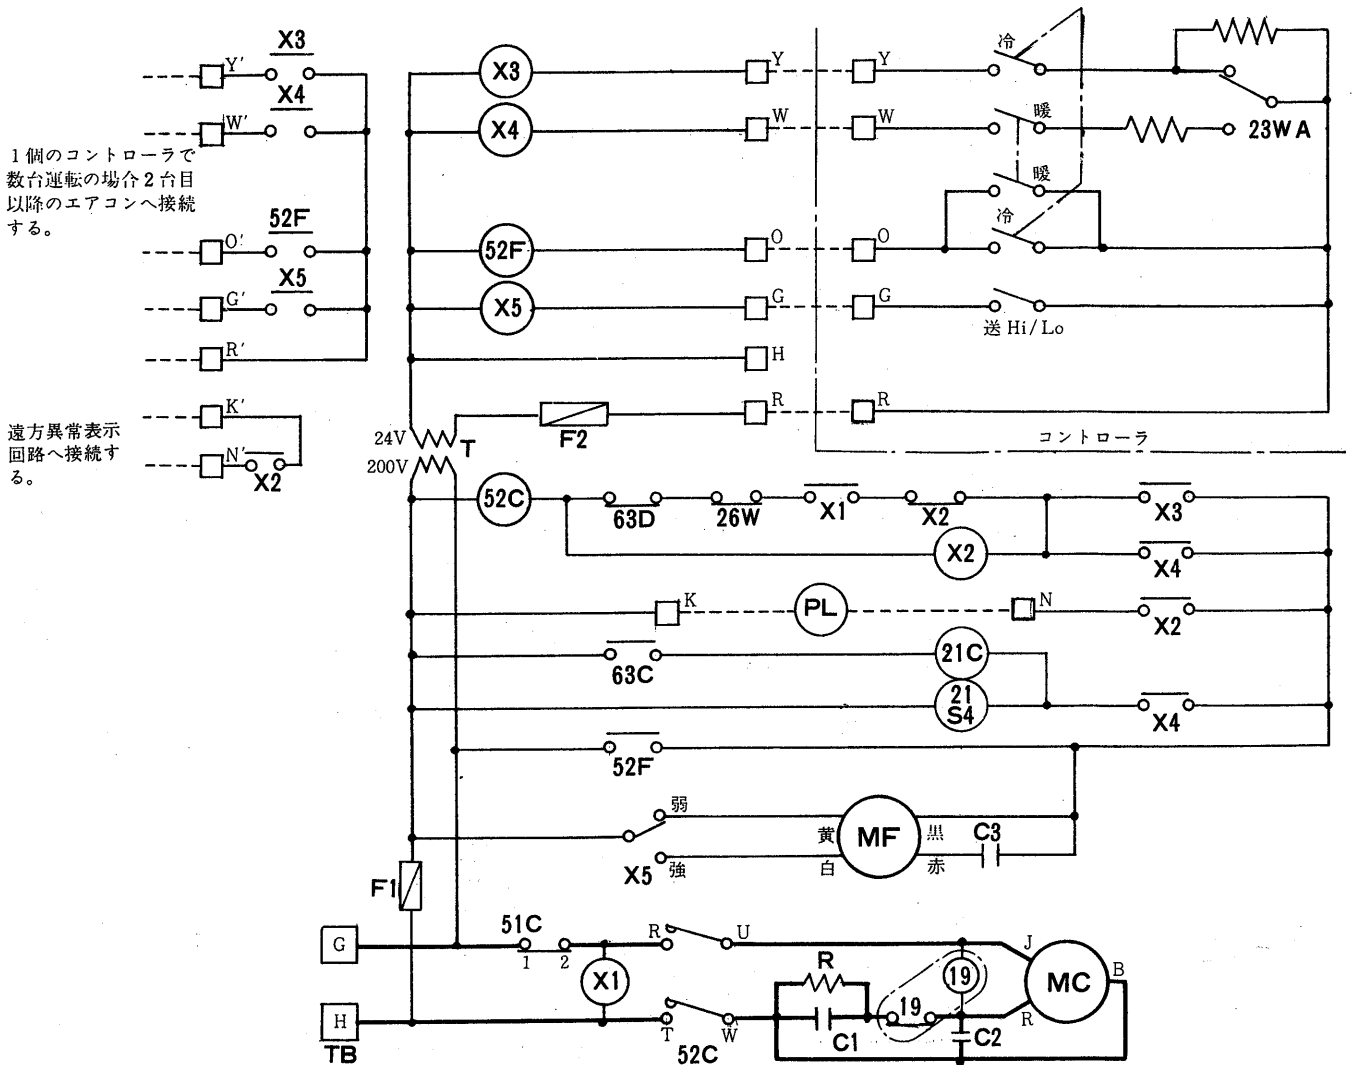 X3
Y'
X4
W'
1個のコントローラで
数台運転の場合2台目
以降のエアコンへ接続
する。
52F
O'
X5
G'
R'
K'
遠方異常表示
回路へ接続す
る。
N'
X2
X3
Y
Y
冷
X4
W
W
暖
23WA
暖
冷
52F
O
O
X5
G
G
送 Hi/Lo
H
R
R
F2
コントローラ
24V
T
200V
52C
63D
26W
X1
X2
X3
X2
X4
K
PL
N
X2
63C
21C
21
S4
X4
52F
弱
黄
MF
黒
C3
X5
強
白
赤
F1
51C
G
1
2
R
U
J
X1
R
19
MC
B
19
H
T
W
C1
C2
R
TB
52C